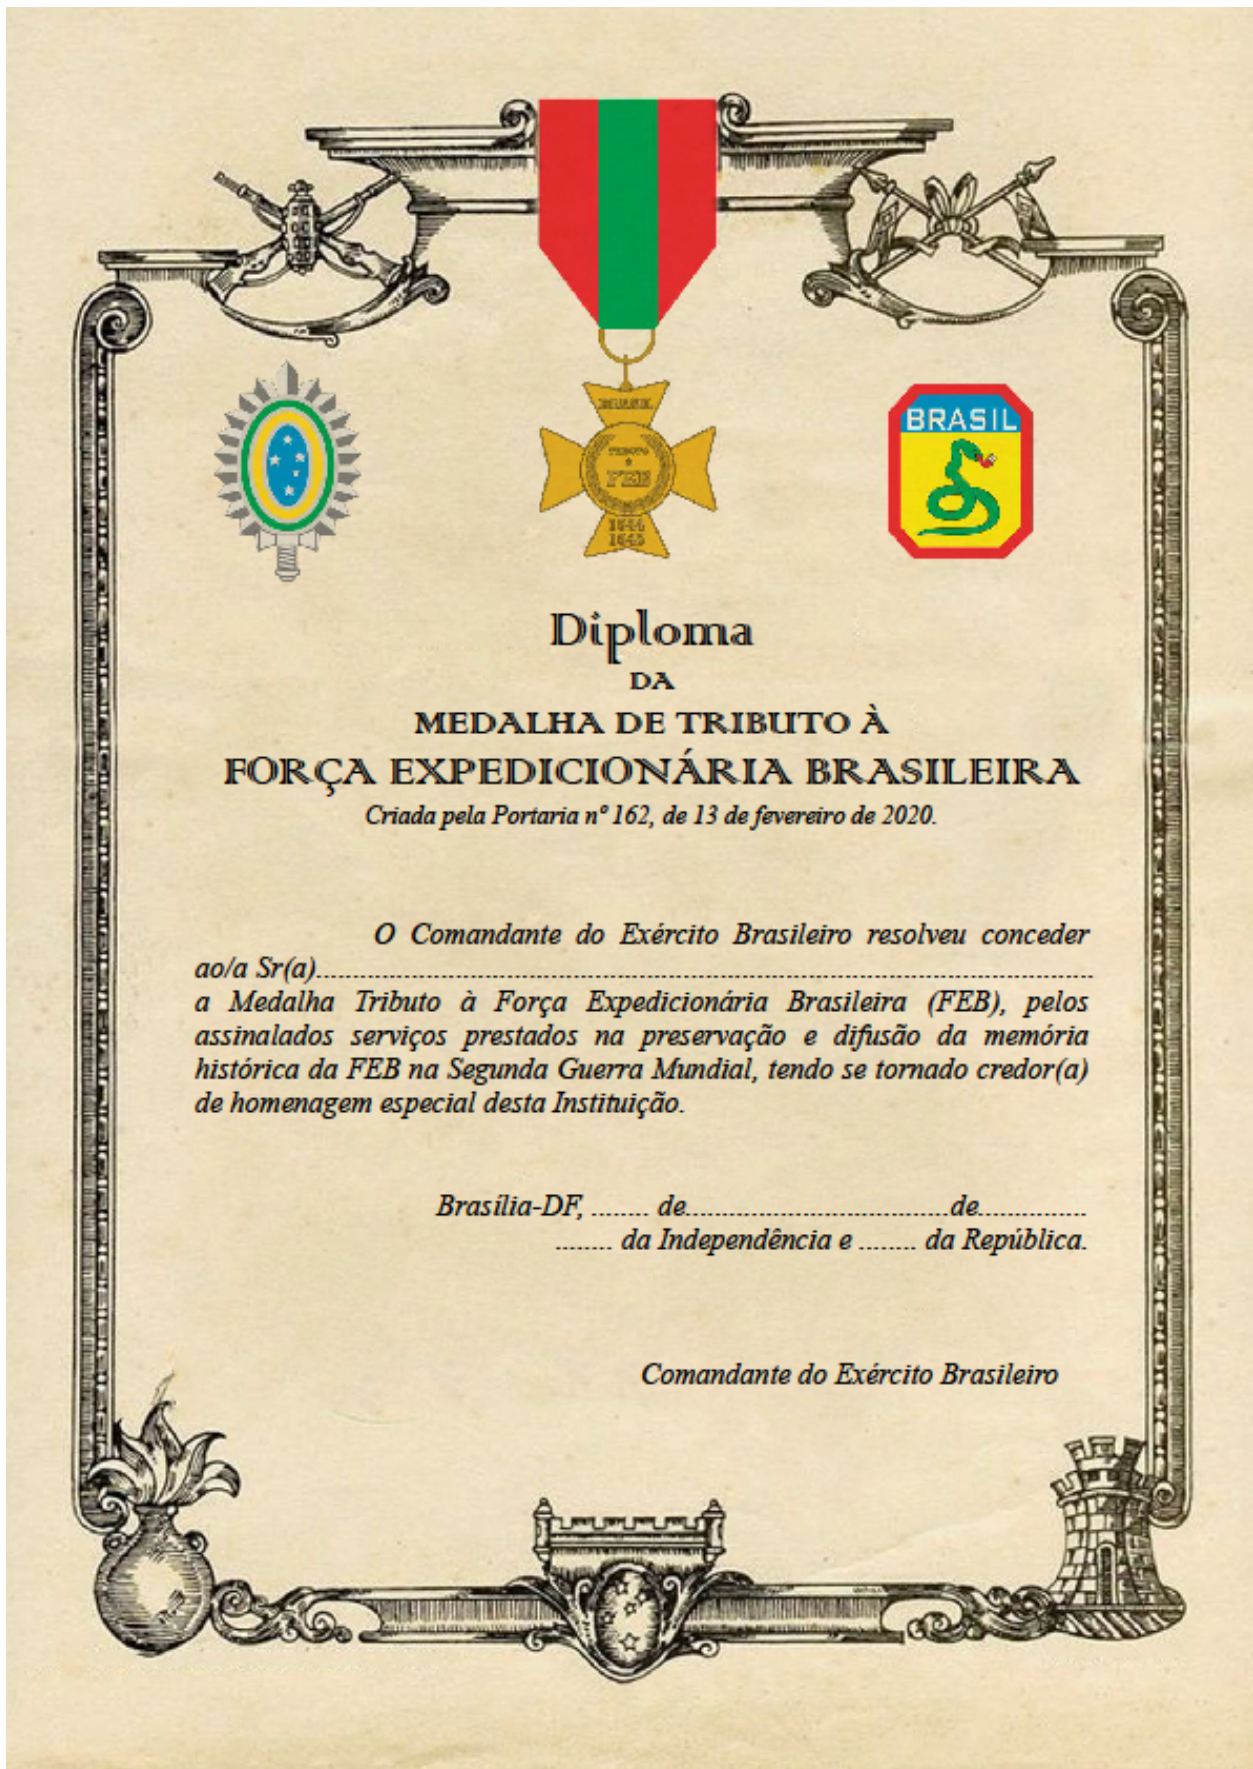 BRASIL
TRIBUTO
À
FEB
1944
1945
BRASIL
Diploma
DA
MEDALHA DE TRIBUTO À
FORÇA EXPEDICIONÁRIA BRASILEIRA
Criada pela Portaria nº 162, de 13 de fevereiro de 2020.
O Comandante do Exército Brasileiro resolveu conceder
ao/a Sr(a)..........................................................................................................
a Medalha Tributo à Força Expedicionária Brasileira (FEB), pelos
assinalados serviços prestados na preservação e difusão da memória
histórica da FEB na Segunda Guerra Mundial, tendo se tornado credor(a)
de homenagem especial desta Instituição.
Brasília-DF, ........ de.....................................de...............
........ da Independência e ........ da República.
Comandante do Exército Brasileiro